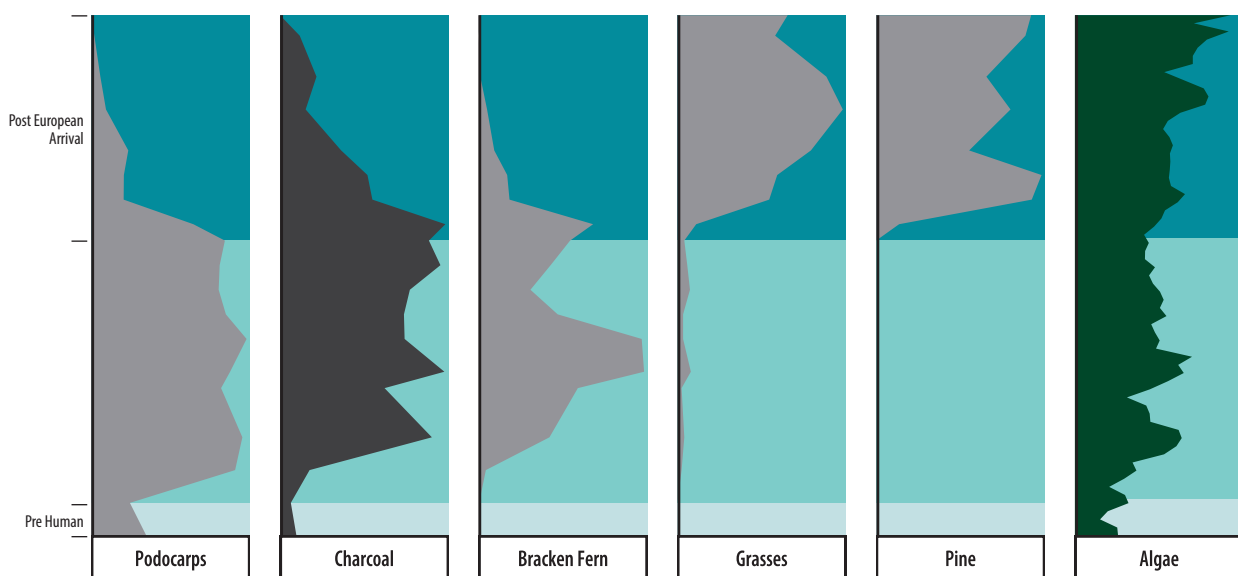 Post European
Arrival
Pre Human
Podocarps
Charcoal
Bracken Fern
Grasses
Pine
Algae